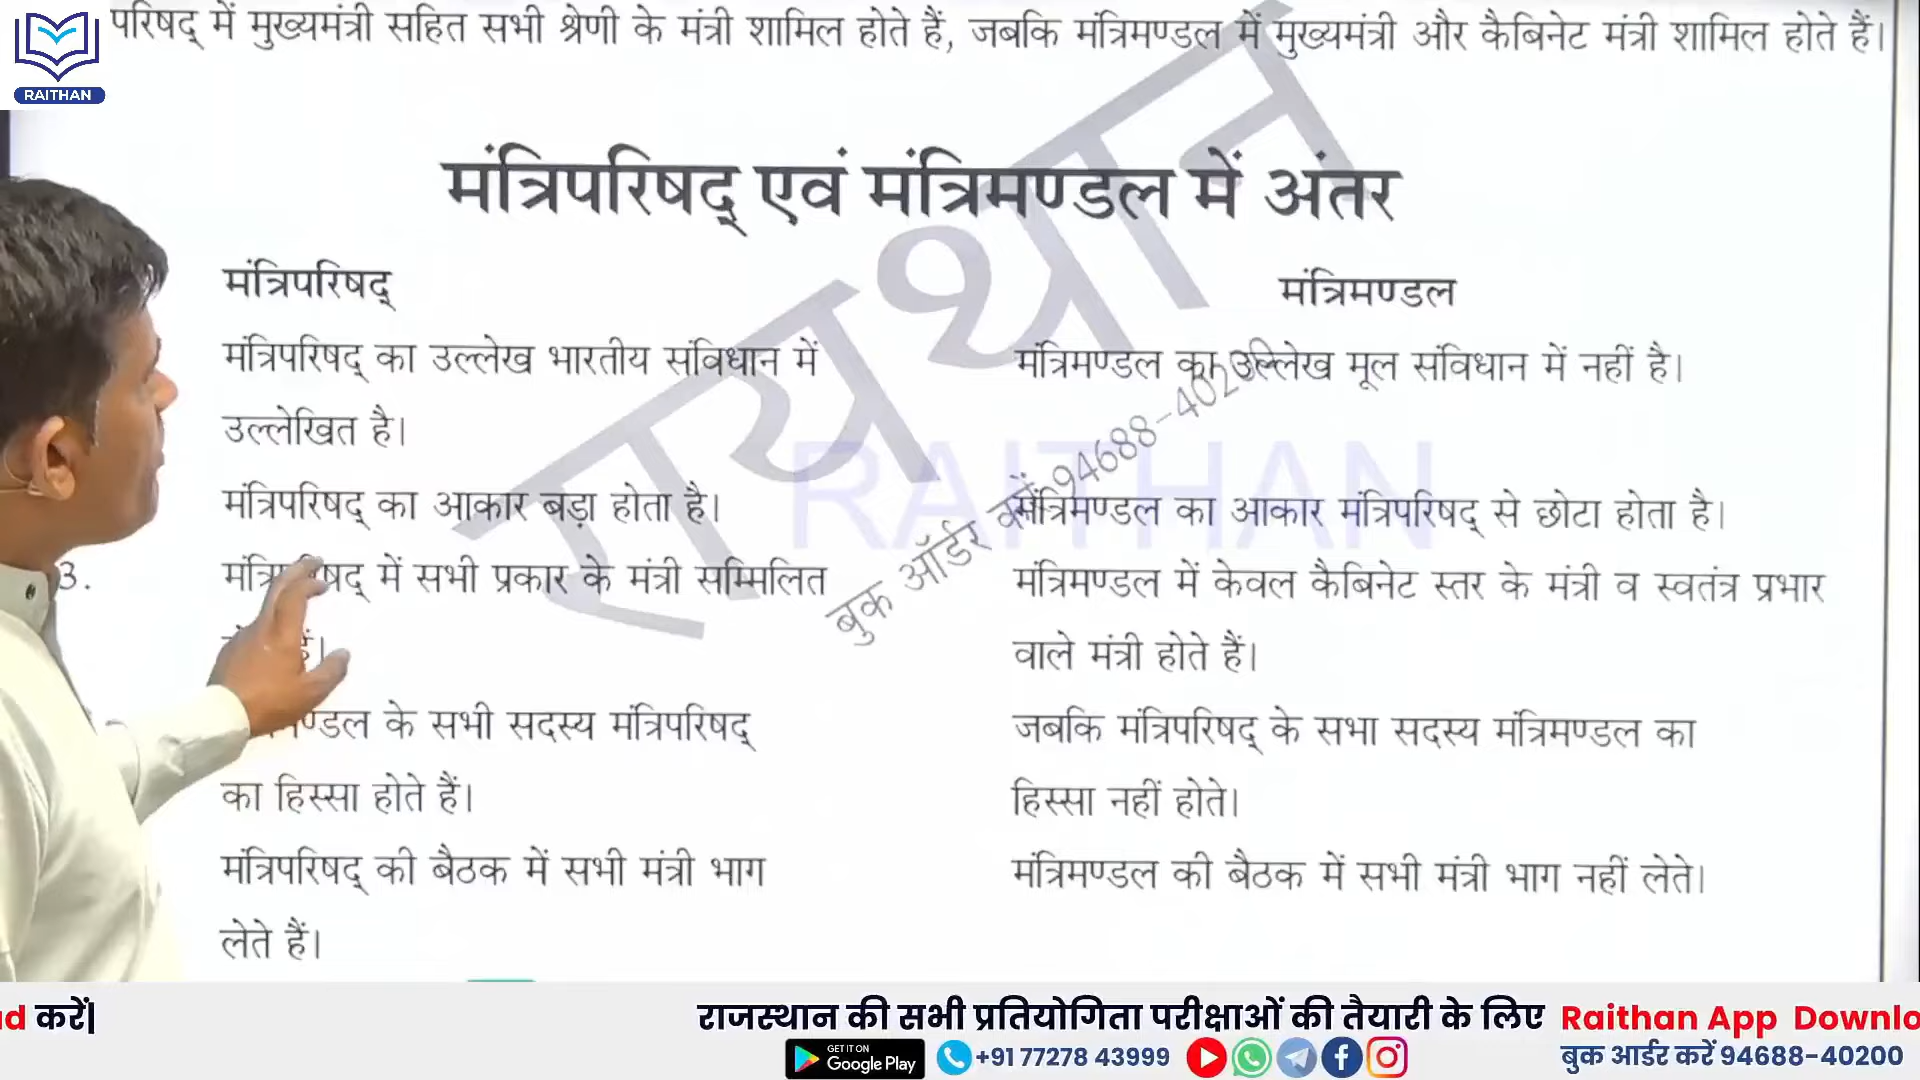 परिषद् में मुख्यमंत्री सहित सभी श्रेणी के मंत्री शामिल होते हैं, जबकि मंत्रिमण्डल में मुख्यमंत्री और कैबिनेट मंत्री शामिल होते हैं।
RAITHAN
मंत्रिपरिषद् एवं मंत्रिमण्डल में अंतर
मंत्रिपरिषद्
मंत्रिमण्डल
मंत्रिपरिषद् का उल्लेख भारतीय संविधान में
उल्लेखित है।
मंत्रिमण्डल का उल्लेख मूल संविधान में नहीं है।
मंत्रिपरिषद् का आकार बड़ा होता है।
मंत्रिमण्डल का आकार मंत्रिपरिषद् से छोटा होता है।
3.
में सभी प्रकार के मंत्री सम्मिलित
मंत्रिमण्डल में केवल कैबिनेट स्तर के मंत्री व स्वतंत्र प्रभार
वाले मंत्री होते हैं।
के सभी सदस्य मंत्रिपरिषद्
का हिस्सा होते हैं।
जबकि मंत्रिपरिषद् के सभा सदस्य मंत्रिमण्डल का
हिस्सा नहीं होते।
मंत्रिपरिषद् की बैठक में सभी मंत्री भाग
लेते हैं।
मंत्रिमण्डल की बैठक में सभी मंत्री भाग नहीं लेते।
रायथान
RAITHAN
बुक ऑर्डर करें
करें|
राजस्थान की सभी प्रतियोगिता परीक्षाओं की तैयारी के लिए Raithan App Downlo
GET IT ON
Google Play
+91 77278 43999
बुक आर्डर करें 94688-40200